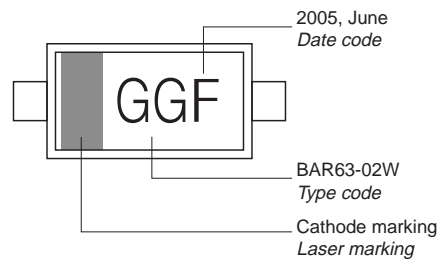 2005, June
Date code
GGF
BAR63-02W
Type code
Cathode marking
Laser marking